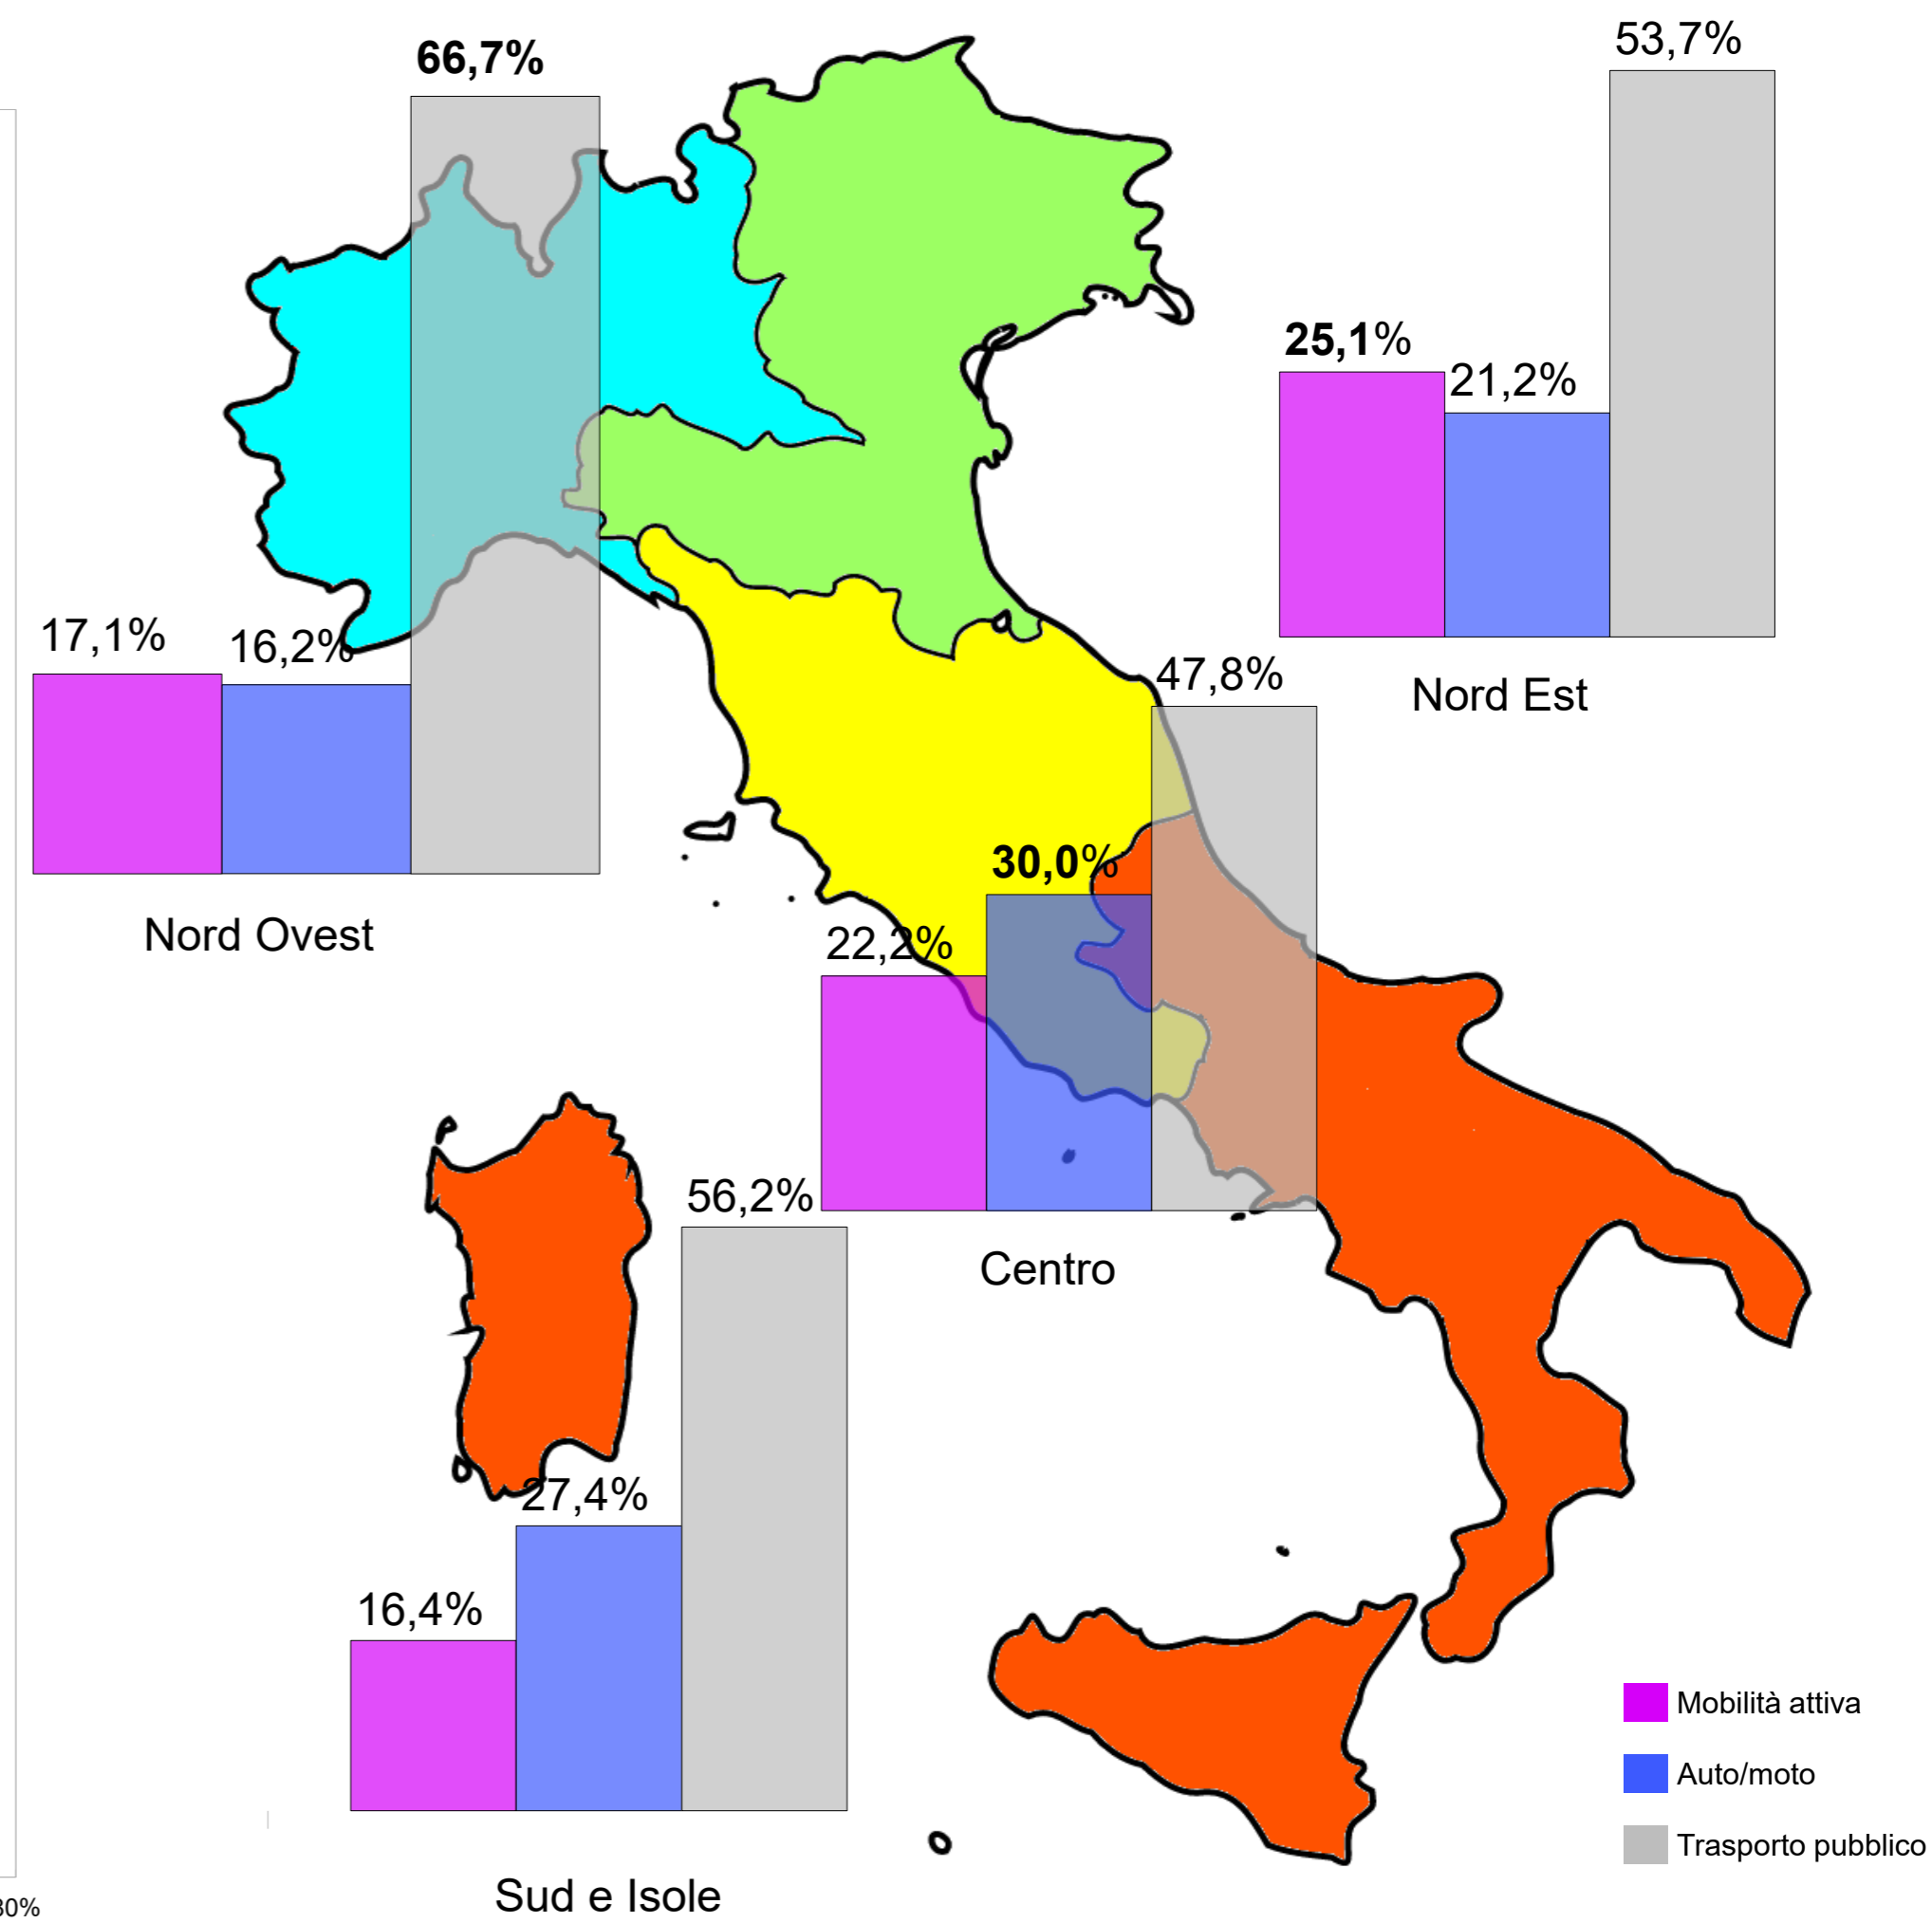 53,7%
66,7%
25,1%
21,2%
17,1%
16,2%
47,8%
Nord Est
30,0%
22,2%
Nord Ovest
56,2%
Centro
27,4%
16,4%
Mobilità attiva
Auto/moto
Trasporto pubblico
Sud e Isole